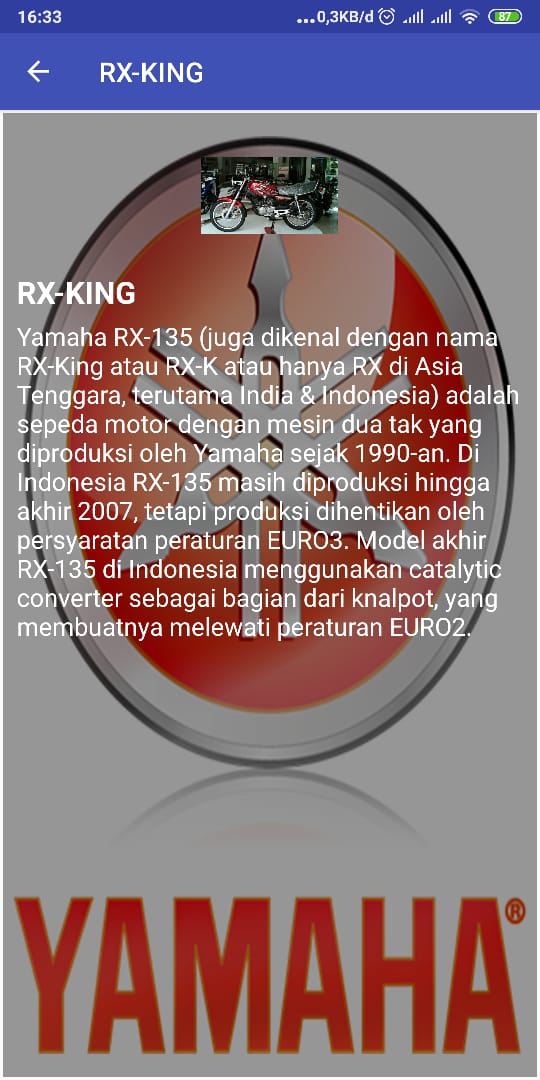 16:33
...0,3KB/d
87
RX-KING
RX-KING
Yamaha RX-135 (juga dikenal dengan nama
RX-King atau RX-K atau hanya RX di Asia
Tenggara, terutama India & Indonesia) adalah
sepeda motor dengan mesin dua tak yang
diproduksi oleh Yamaha sejak 1990-an. Di
Indonesia RX-135 masih diproduksi hingga
akhir 2007, tetapi produksi dihentikan oleh
persyaratan peraturan EURO3. Model akhir
RX-135 di Indonesia menggunakan catalytic
converter sebagai bagian dari knalpot, yang
membuatnya melewati peraturan EURO2.
YAMAHA®